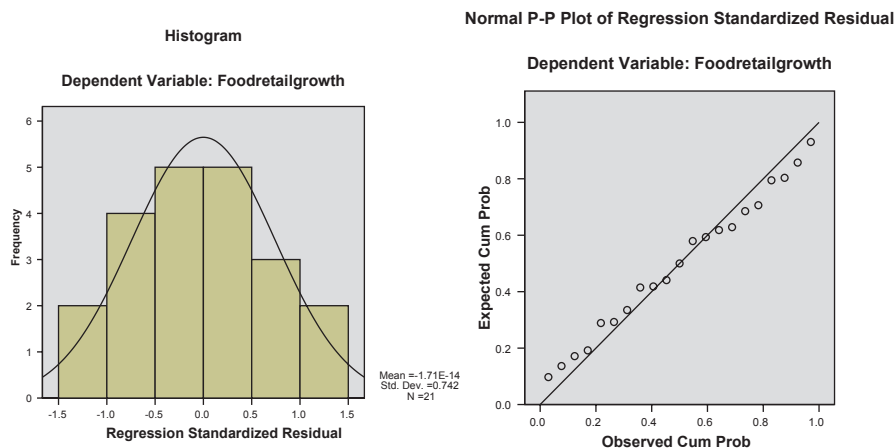 Histogram
Dependent Variable: Foodretailgrowth
Frequency
6
5
4
3
2
1
0
-1.5 -1.0 -0.5 0.0 0.5 1.0 1.5
Regression Standardized Residual
Mean =-1.71E-14
Std. Dev. =0.742
N =21
Normal P-P Plot of Regression Standardized Residual
Dependent Variable: Foodretailgrowth
Expected Cum Prob
1.0
0.8
0.6
0.4
0.2
0.0
0.0 0.2 0.4 0.6 0.8 1.0
Observed Cum Prob